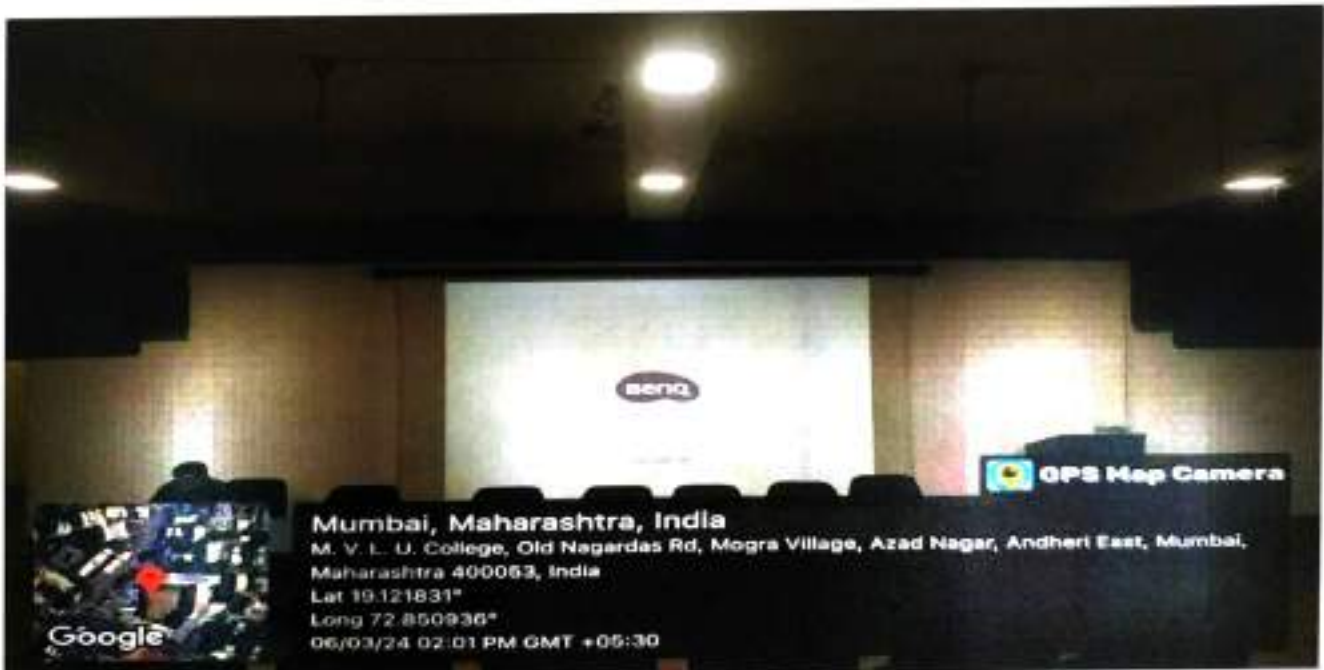 BenQ
GPS Map Camera
Mumbai, Maharashtra, India
M. V. L. U. College, Old Nagardas Rd, Mogra Village, Azad Nagar, Andheri East, Mumbai,
Maharashtra 400053, India
Lat 19.121831°
Long 72.850936°
06/03/24 02:01 PM GMT +05:30
Google